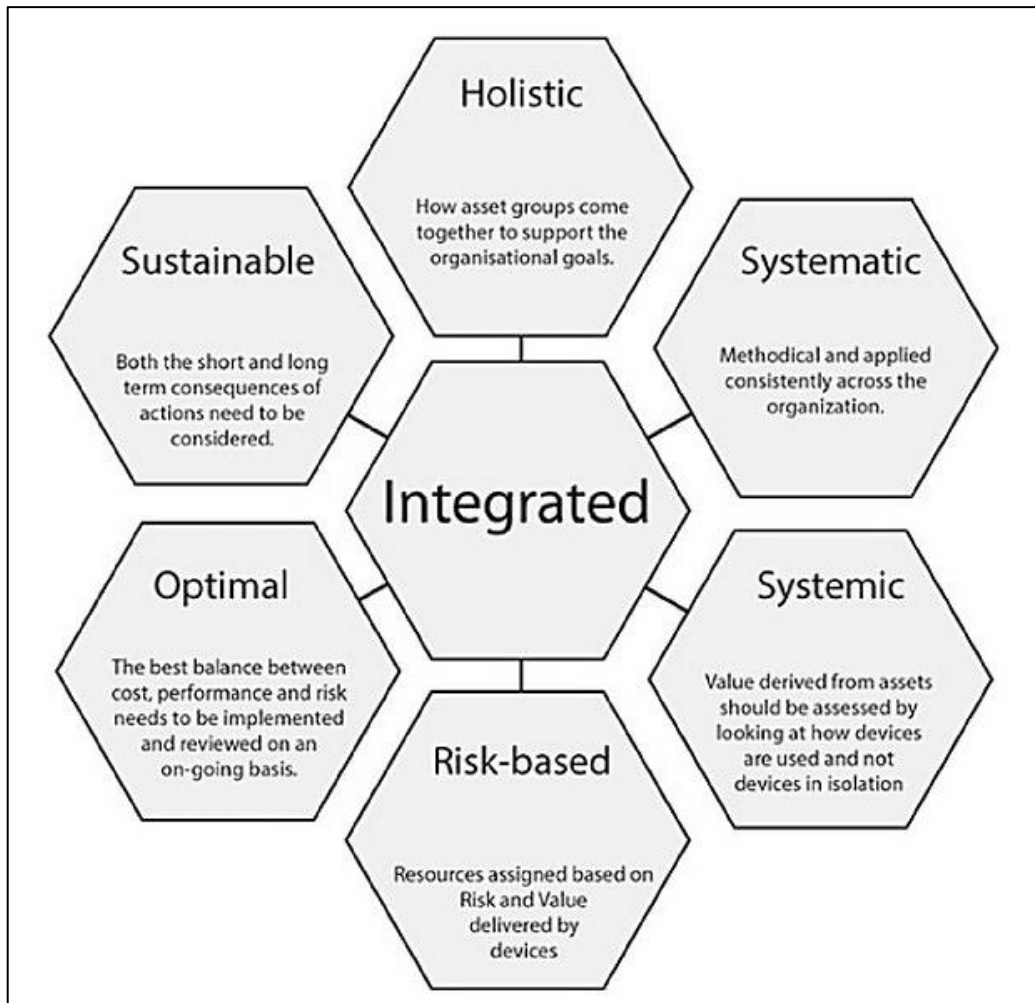 Holistic
How asset groups come
together to support the
organisational goals.
Sustainable
Both the short and long
term consequences of
actions need to be
considered.
Systematic
Methodical and applied
consistently across the
organization.
Integrated
Optimal
The best balance between
cost, performance and risk
needs to be implemented
and reviewed on an
on-going basis.
Systemic
Value derived from assets
should be assessed by
looking at how devices
are used and not
devices in isolation
Risk-based
Resources assigned based on
Risk and Value
delivered by
devices